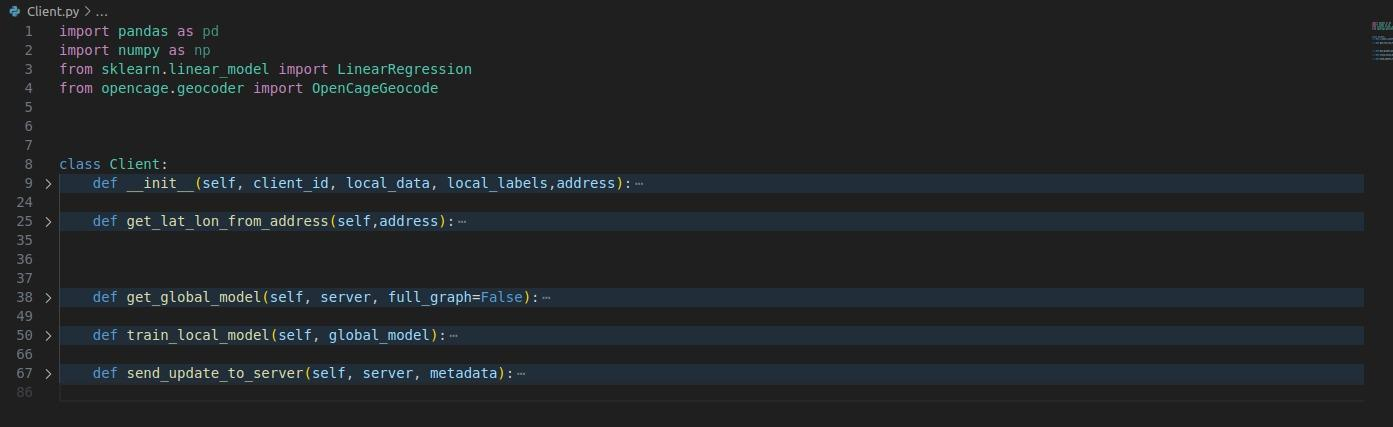 Client.py > ...
1 import pandas as pd
2 import numpy as np
3 from sklearn.linear_model import LinearRegression
4 from opencage.geocoder import OpenCageGeocode
5
6
7
8 class Client:
9 > def __init__(self, client_id, local_data, local_labels,address):⋯
24
25 > def get_lat_lon_from_address(self,address):⋯
35
36
37
38 > def get_global_model(self, server, full_graph=False):⋯
49
50 > def train_local_model(self, global_model):⋯
66
67 > def send_update_to_server(self, server, metadata):⋯
86